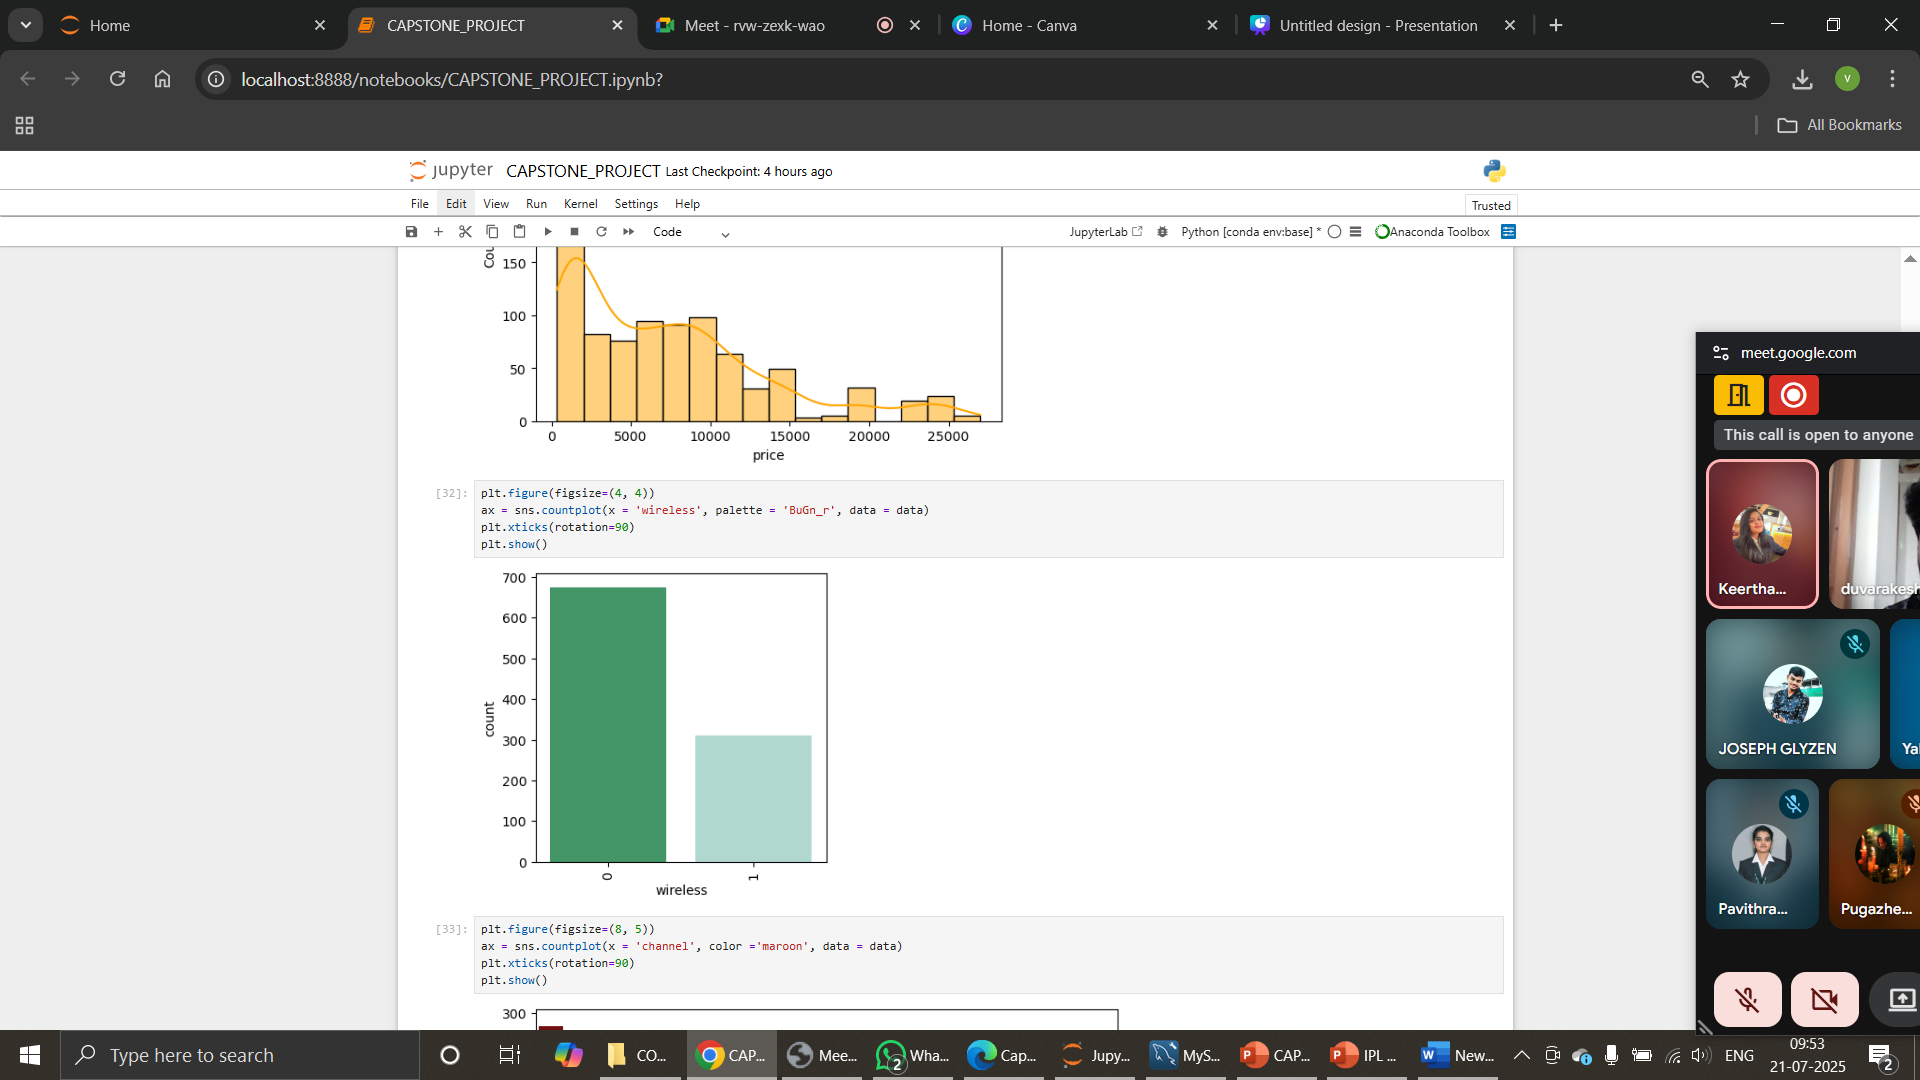 Home
CAPSTONE_PROJECT
Meet - rvw-zexk-wao
Home - Canva
Untitled design - Presentation
localhost:8888/notebooks/CAPSTONE_PROJECT.ipynb?
V
All Bookmarks
jupyter CAPSTONE_PROJECT Last Checkpoint: 4 hours ago
File Edit View Run Kernel Settings Help
Trusted
Code
JupyterLab
Python [conda env:base] *
Anaconda Toolbox
150
100
50
0
0 5000 10000 15000 20000 25000
price
[32]:
plt.figure(figsize=(4, 4))
ax = sns.countplot(x = 'wireless', palette = 'BuGn_r', data = data)
plt.xticks(rotation=90)
plt.show()
700
600
500
400
300
200
100
0
count
0 1
wireless
[33]:
plt.figure(figsize=(8, 5))
ax = sns.countplot(x = 'channel', color ='maroon', data = data)
plt.xticks(rotation=90)
plt.show()
300
meet.google.com
This call is open to anyone
Keertha...
duvarakesh
JOSEPH GLYZEN
Yal
Pavithra...
Pugazhe...
Type here to search
CO...
CAP...
Mee...
2
Wha...
Cap...
Jupy...
MyS...
CAP...
IPL ...
New...
ENG
09:53
21-07-2025
2